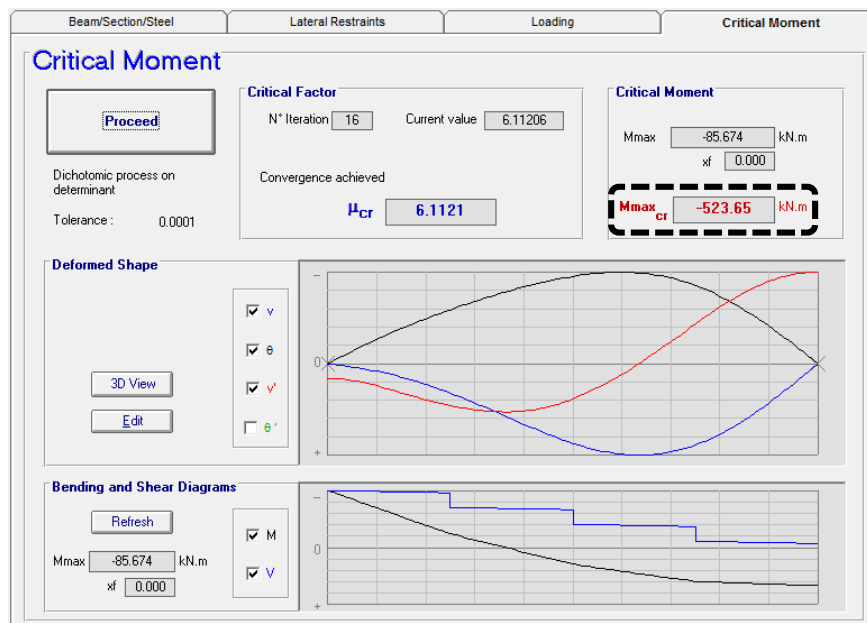 Beam/Section/Steel Lateral Restraints Loading Critical Moment
Critical Moment
Proceed
Dichotomic process on
determinant
Tolerance : 0.0001
Critical Factor
N° Iteration 16 Current value 6.11206
Convergence achieved
μcr 6.1121
Critical Moment
Mmax -85.674 kN.m
xf 0.000
Mmaxcr -523.65 kN.m
Deformed Shape
v
θ
v'
θ'
3D View
Edit
−
0
+
Bending and Shear Diagrams
Refresh
Mmax -85.674 kN.m
xf 0.000
M
V
−
0
+